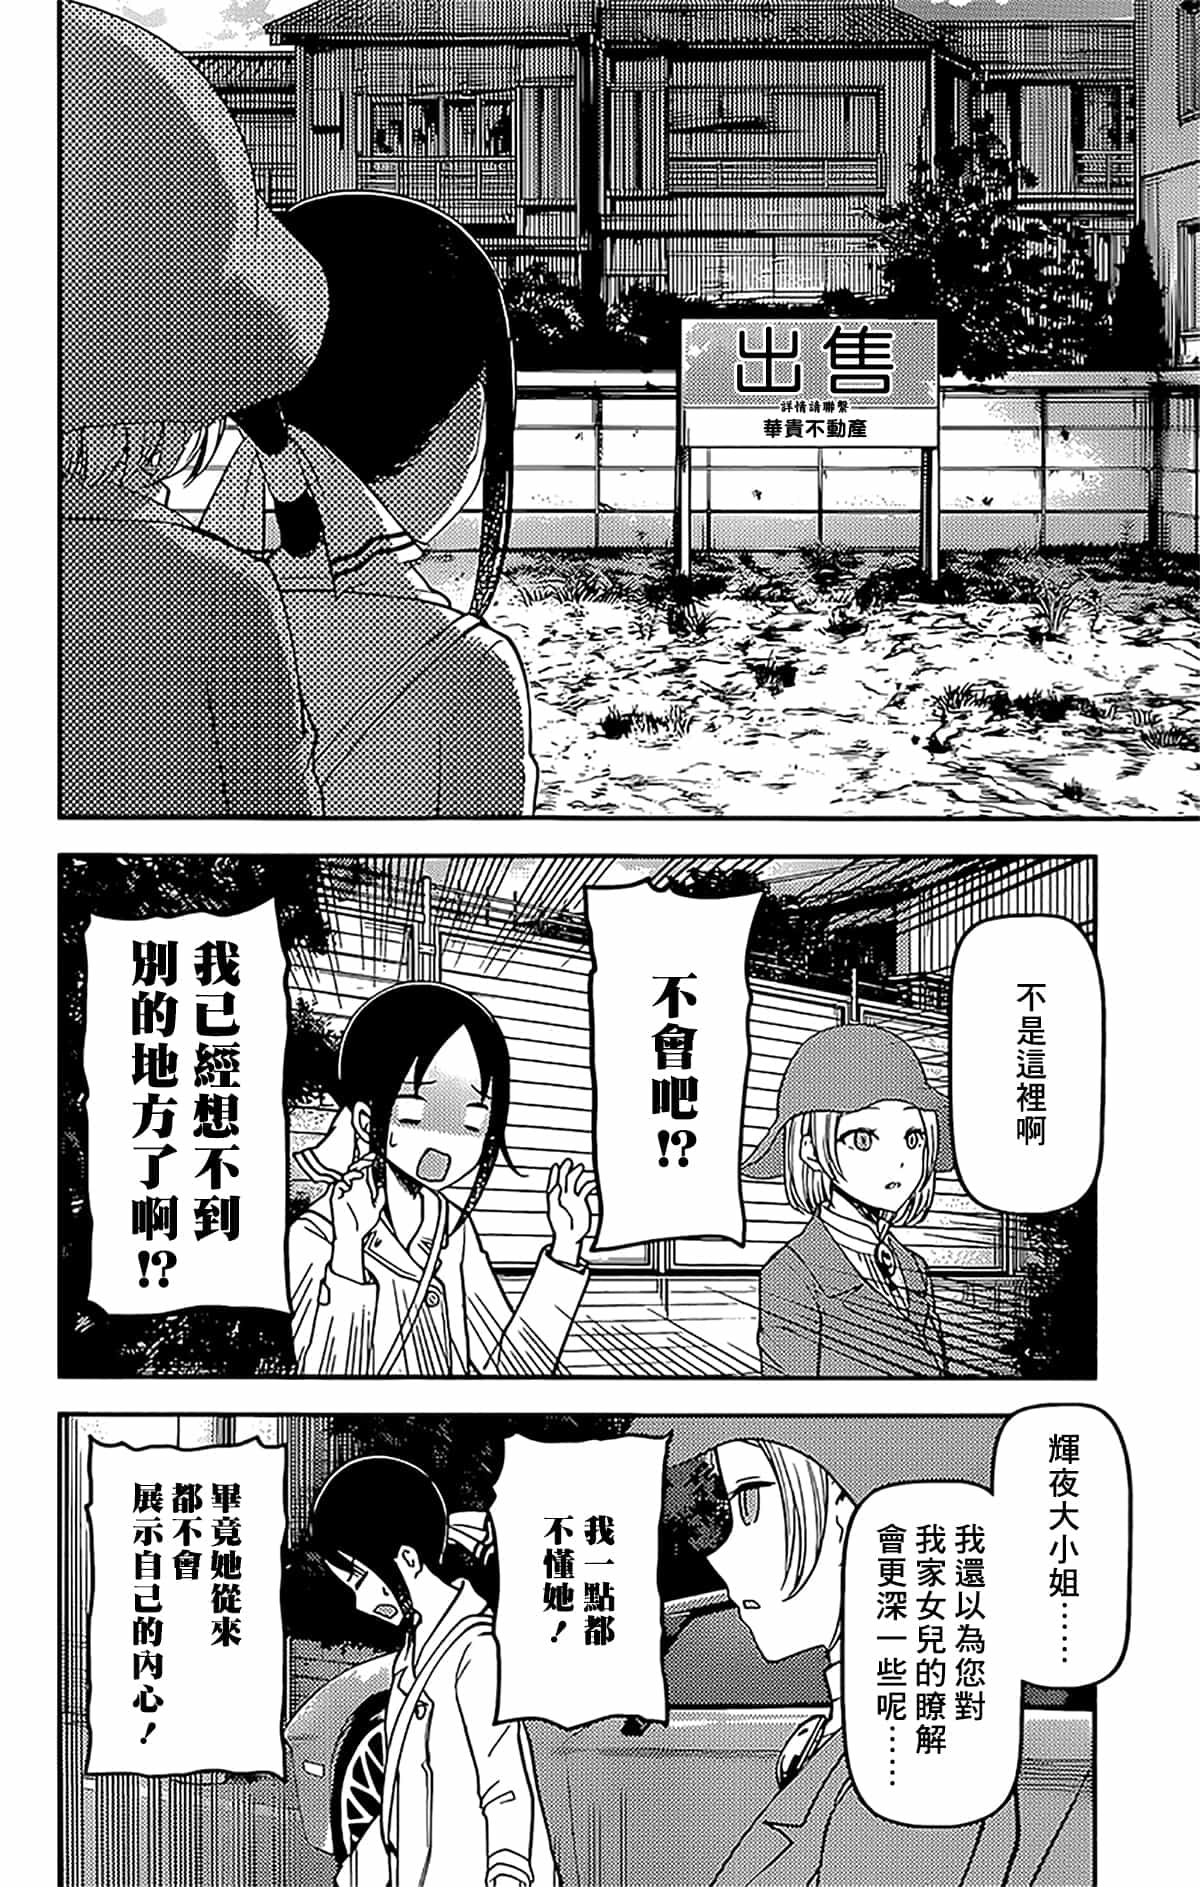 出售
詳情請聯繫
華貴不動產
不是這裡啊
不會吧!?
我已經想不到
別的地方了啊!?
輝夜大小姐……
我還以為您對
我家女兒的瞭解
會更深一些呢……
我一點都
不懂她！
畢竟她從來
都不會
展示自己的內心！